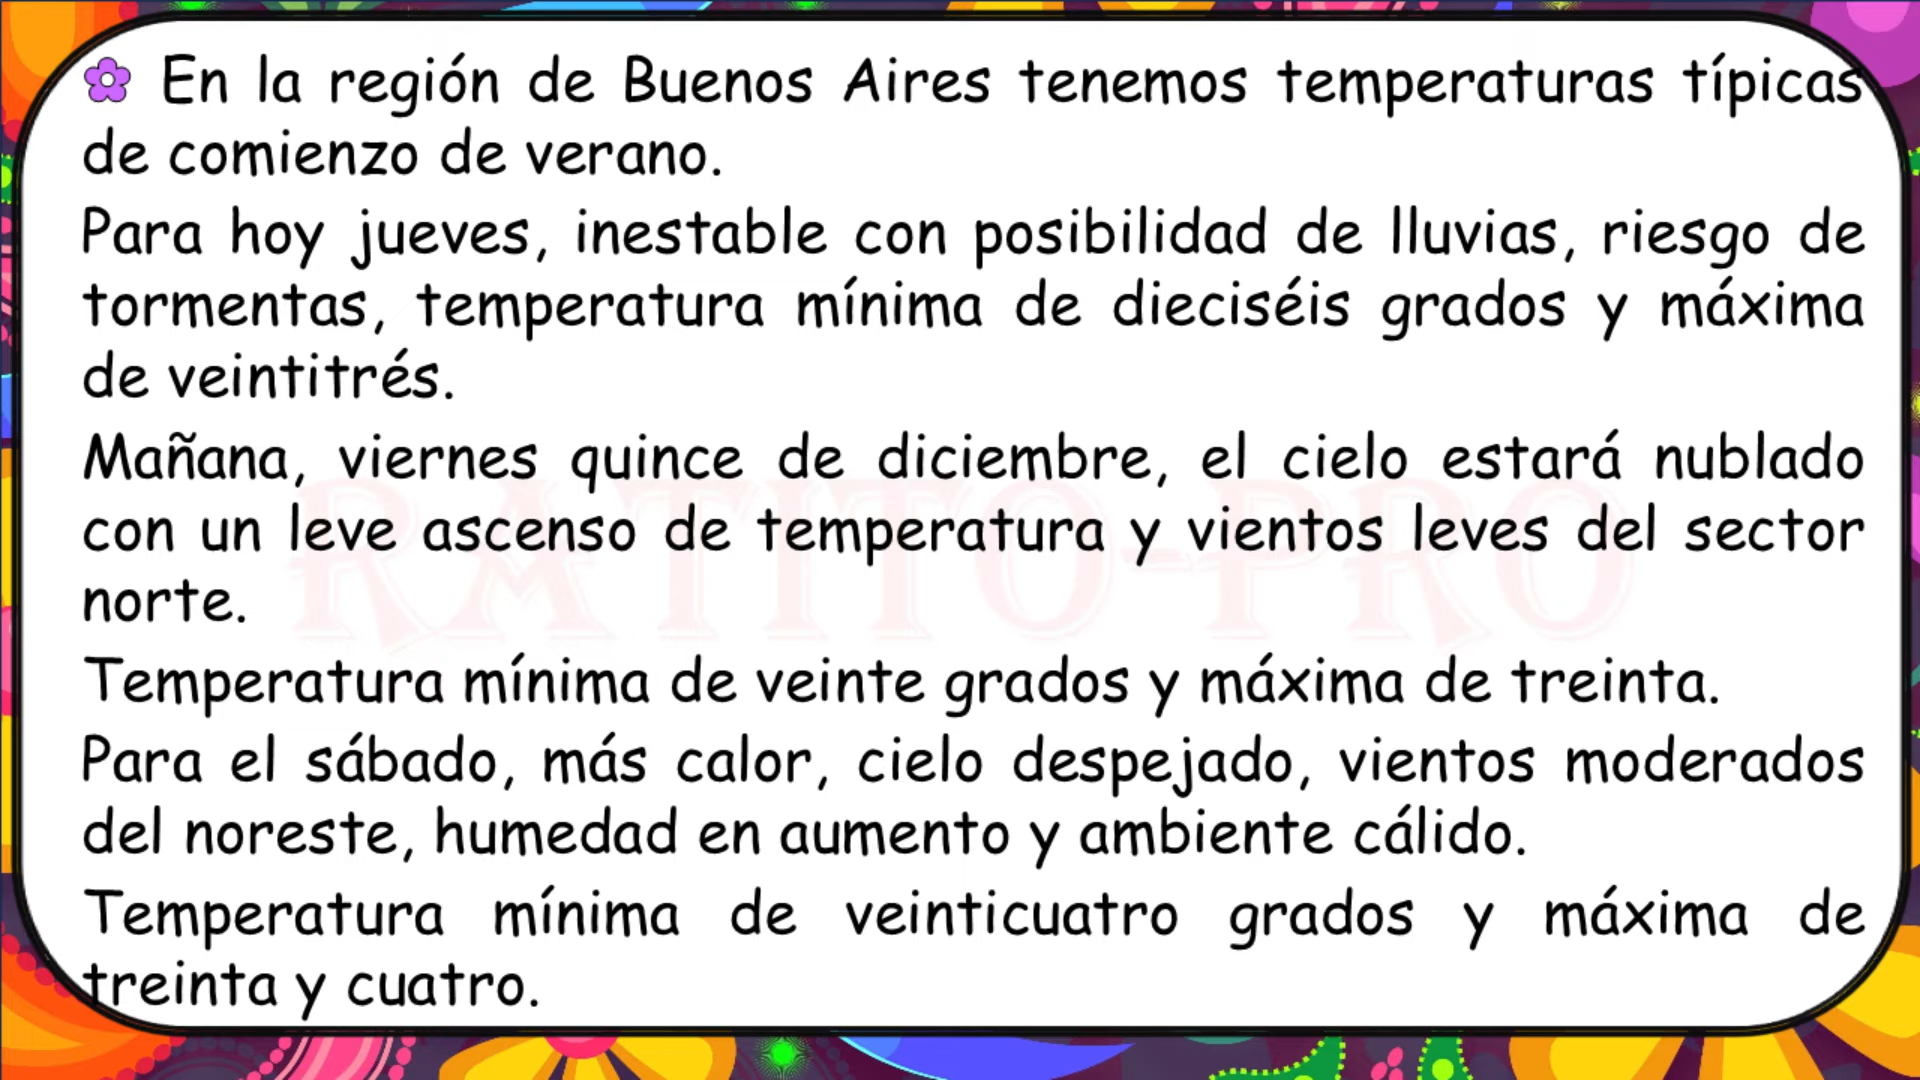 En la región de Buenos Aires tenemos temperaturas típicas
de comienzo de verano.
Para hoy jueves, inestable con posibilidad de lluvias, riesgo de
tormentas, temperatura mínima de dieciséis grados y máxima
de veintitrés.
Mañana, viernes quince de diciembre, el cielo estará nublado
con un leve ascenso de temperatura y vientos leves del sector
norte.
RATITO-PRO
Temperatura mínima de veinte grados y máxima de treinta.
Para el sábado, más calor, cielo despejado, vientos moderados
del noreste, humedad en aumento y ambiente cálido.
Temperatura mínima de veinticuatro grados y máxima de
treinta y cuatro.